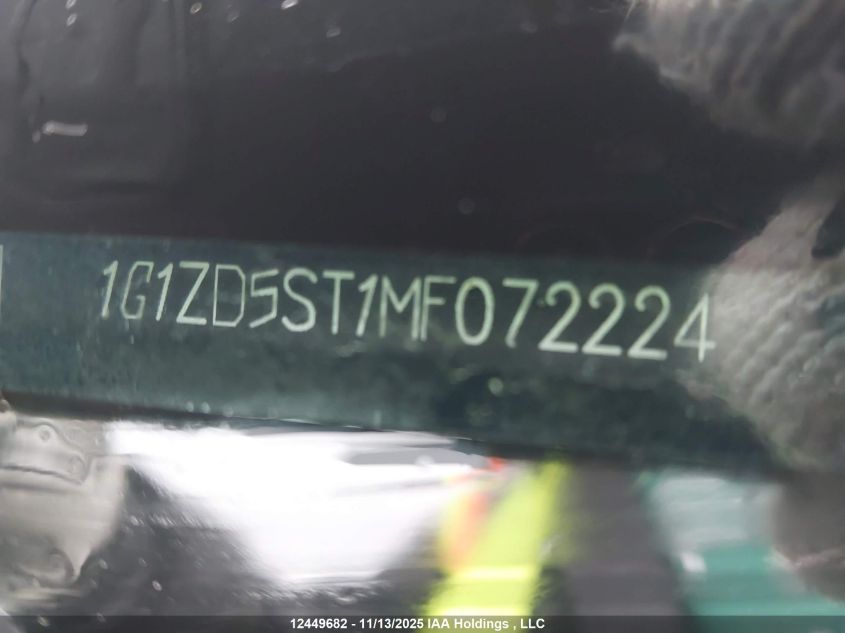 1G1ZD5ST1MF072224
12449682 - 11/13/2025 IAA Holdings , LLC